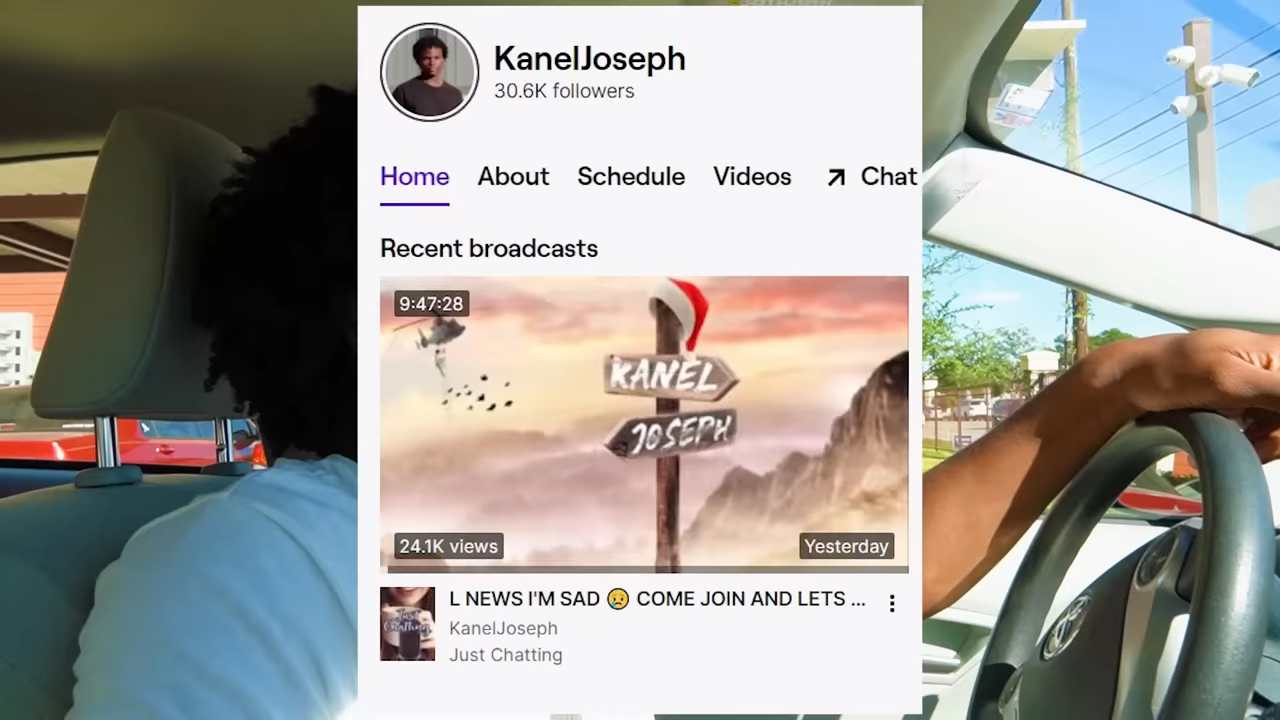 KanelJoseph
30.6K followers
Home About Schedule Videos Chat
Recent broadcasts
9:47:28
KANEL
JOSEPH
24.1K views Yesterday
L NEWS I'M SAD 😥 COME JOIN AND LETS ...
KanelJoseph
Just Chatting